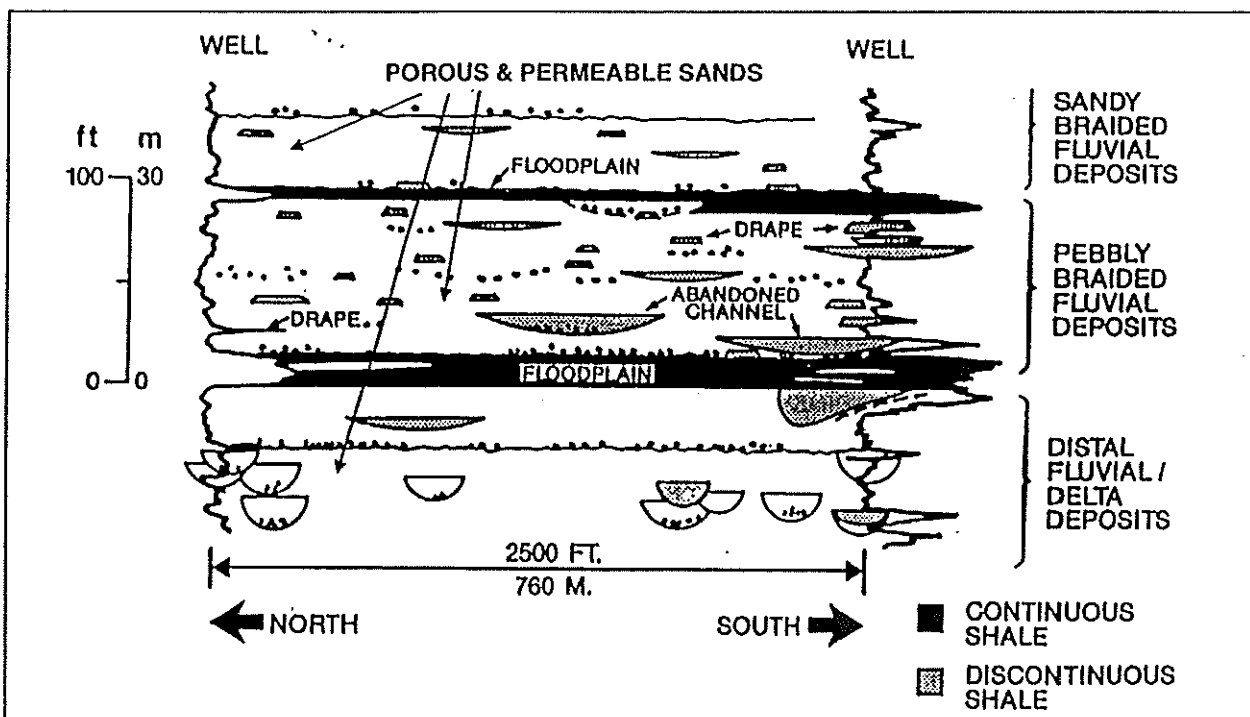 WELL
WELL
POROUS & PERMEABLE SANDS
SANDY
BRAIDED
FLUVIAL
DEPOSITS
ft m
100 30
FLOODPLAIN
DRAPE
PEBBLY
BRAIDED
FLUVIAL
DEPOSITS
ABANDONED
CHANNEL
DRAPE
0 0
FLOODPLAIN
DISTAL
FLUVIAL /
DELTA
DEPOSITS
2500 FT.
760 M.
NORTH
SOUTH
CONTINUOUS
SHALE
DISCONTINUOUS
SHALE